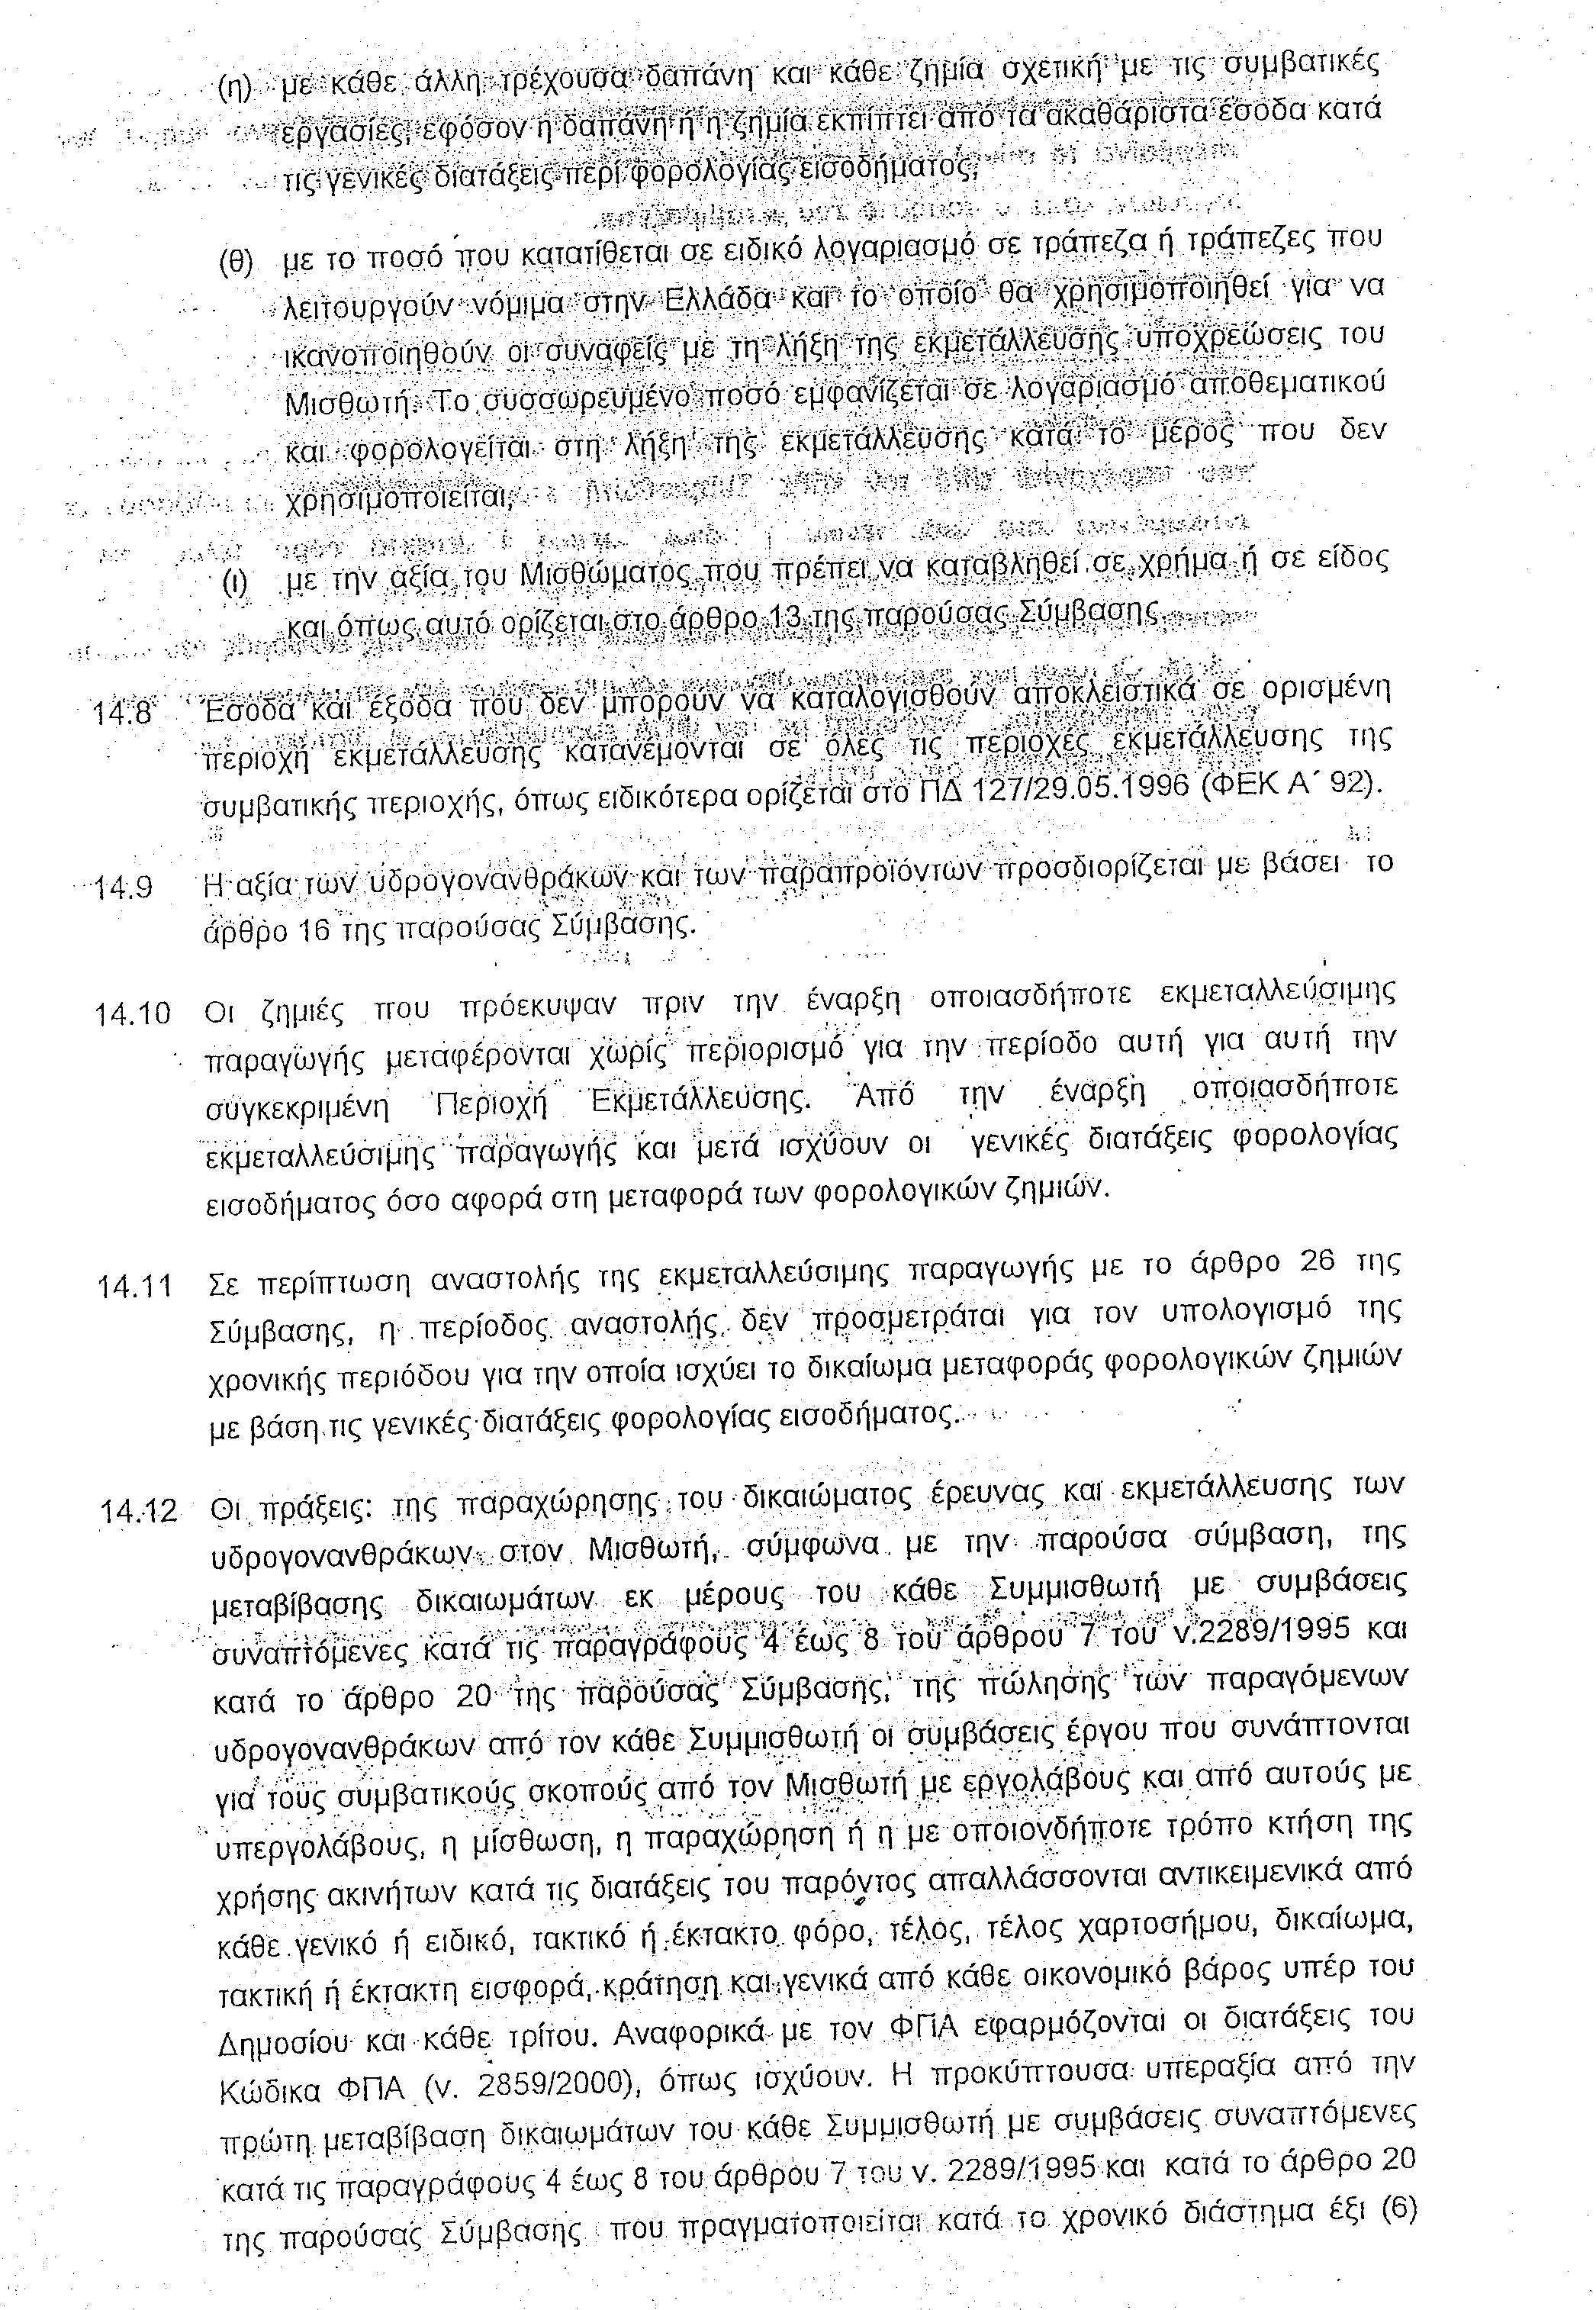 (η) με κάθε άλλη τρέχουσα δαπάνη και κάθε ζημία σχετική με τις συμβατικές
εργασίες, εφόσον η δαπάνη ή η ζημία εκπίπτει από τα ακαθάριστα έσοδα κατά
τις γενικές διατάξεις περί φορολογίας εισοδήματος,
(θ) με το ποσό που κατατίθεται σε ειδικό λογαριασμό σε τράπεζα ή τράπεζες που
λειτουργούν νόμιμα στην Ελλάδα και το οποίο θα χρησιμοποιηθεί για να
ικανοποιηθούν οι συναφείς με τη λήξη της εκμετάλλευσης υποχρεώσεις του
Μισθωτή. Το συσσωρευμένο ποσό εμφανίζεται σε λογαριασμό αποθεματικού
και φορολογείται στη λήξη της εκμετάλλευσης κατά το μέρος που δεν
χρησιμοποιείται,
(ι) με την αξία του Μισθώματος που πρέπει να καταβληθεί σε χρήμα ή σε είδος
και όπως αυτό ορίζεται στο άρθρο 13 της παρούσας Σύμβασης.
14.8 Έσοδα και έξοδα που δεν μπορούν να καταλογισθούν αποκλειστικά σε ορισμένη
περιοχή εκμετάλλευσης κατανέμονται σε όλες τις περιοχές εκμετάλλευσης της
συμβατικής περιοχής, όπως ειδικότερα ορίζεται στο ΠΔ 127/29.05.1996 (ΦΕΚ Α΄ 92).
14.9 Η αξία των υδρογονανθράκων και των παραπροϊόντων προσδιορίζεται με βάσει το
άρθρο 16 της παρούσας Σύμβασης.
14.10 Οι ζημιές που πρόεκυψαν πριν την έναρξη οποιασδήποτε εκμεταλλεύσιμης
παραγωγής μεταφέρονται χωρίς περιορισμό για την περίοδο αυτή για αυτή την
συγκεκριμένη Περιοχή Εκμετάλλευσης. Από την έναρξη οποιασδήποτε
εκμεταλλεύσιμης παραγωγής και μετά ισχύουν οι γενικές διατάξεις φορολογίας
εισοδήματος όσο αφορά στη μεταφορά των φορολογικών ζημιών.
14.11 Σε περίπτωση αναστολής της εκμεταλλεύσιμης παραγωγής με το άρθρο 26 της
Σύμβασης, η περίοδος αναστολής δεν προσμετράται για τον υπολογισμό της
χρονικής περιόδου για την οποία ισχύει το δικαίωμα μεταφοράς φορολογικών ζημιών
με βάση τις γενικές διατάξεις φορολογίας εισοδήματος.
14.12 Οι πράξεις: της παραχώρησης του δικαιώματος έρευνας και εκμετάλλευσης των
υδρογονανθράκων στον Μισθωτή, σύμφωνα με την παρούσα σύμβαση, της
μεταβίβασης δικαιωμάτων εκ μέρους του κάθε Συμμισθωτή με συμβάσεις
συναπτόμενες κατά τις παραγράφους 4 έως 8 του άρθρου 7 του ν.2289/1995 και
κατά το άρθρο 20 της παρούσας Σύμβασης, της πώλησης των παραγόμενων
υδρογονανθράκων από τον κάθε Συμμισθωτή οι συμβάσεις έργου που συνάπτονται
για τους συμβατικούς σκοπούς από τον Μισθωτή με εργολάβους και από αυτούς με
υπεργολάβους, η μίσθωση, η παραχώρηση ή η με οποιονδήποτε τρόπο κτήση της
χρήσης ακινήτων κατά τις διατάξεις του παρόντος απαλλάσσονται αντικειμενικά από
κάθε γενικό ή ειδικό, τακτικό ή έκτακτο φόρο, τέλος, τέλος χαρτοσήμου, δικαίωμα,
τακτική ή έκτακτη εισφορά, κράτηση και γενικά από κάθε οικονομικό βάρος υπέρ του
Δημοσίου και κάθε τρίτου. Αναφορικά με τον ΦΠΑ εφαρμόζονται οι διατάξεις του
Κώδικα ΦΠΑ (ν. 2859/2000), όπως ισχύουν. Η προκύπτουσα υπεραξία από την
πρώτη μεταβίβαση δικαιωμάτων του κάθε Συμμισθωτή με συμβάσεις συναπτόμενες
κατά τις παραγράφους 4 έως 8 του άρθρου 7 του ν. 2289/1995 και κατά το άρθρο 20
της παρούσας Σύμβασης που πραγματοποιείται κατά το χρονικό διάστημα έξι (6)